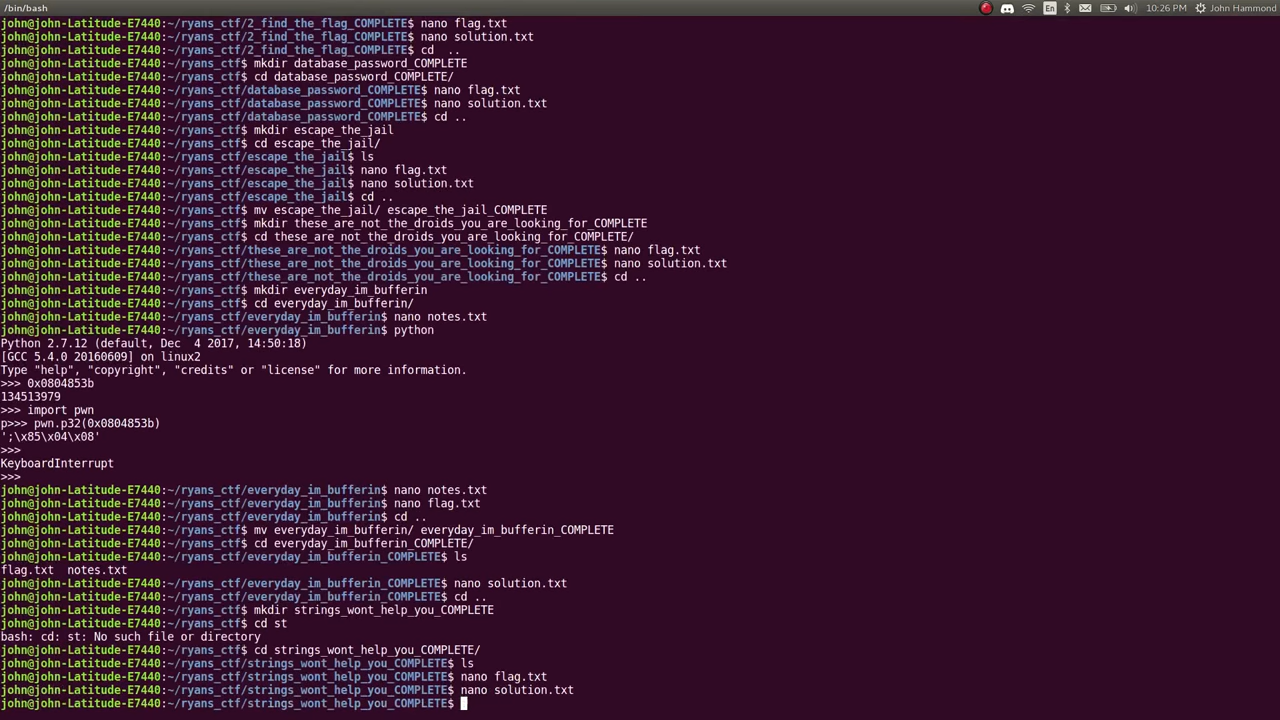 /bin/bash
En
10:26 PM
John Hammond
john@john-Latitude-E7440:~/ryans_ctf/2_find_the_flag_COMPLETE$ nano flag.txt
john@john-Latitude-E7440:~/ryans_ctf/2_find_the_flag_COMPLETE$ nano solution.txt
john@john-Latitude-E7440:~/ryans_ctf/2_find_the_flag_COMPLETE$ cd  ..
john@john-Latitude-E7440:~/ryans_ctf$ mkdir database_password_COMPLETE
john@john-Latitude-E7440:~/ryans_ctf$ cd database_password_COMPLETE/
john@john-Latitude-E7440:~/ryans_ctf/database_password_COMPLETE$ nano flag.txt
john@john-Latitude-E7440:~/ryans_ctf/database_password_COMPLETE$ nano solution.txt
john@john-Latitude-E7440:~/ryans_ctf/database_password_COMPLETE$ cd ..
john@john-Latitude-E7440:~/ryans_ctf$ mkdir escape_the_jail
john@john-Latitude-E7440:~/ryans_ctf$ cd escape_the_jail/
john@john-Latitude-E7440:~/ryans_ctf/escape_the_jail$ ls
john@john-Latitude-E7440:~/ryans_ctf/escape_the_jail$ nano flag.txt
john@john-Latitude-E7440:~/ryans_ctf/escape_the_jail$ nano solution.txt
john@john-Latitude-E7440:~/ryans_ctf/escape_the_jail$ cd ..
john@john-Latitude-E7440:~/ryans_ctf$ mv escape_the_jail/ escape_the_jail_COMPLETE
john@john-Latitude-E7440:~/ryans_ctf$ mkdir these_are_not_the_droids_you_are_looking_for_COMPLETE
john@john-Latitude-E7440:~/ryans_ctf$ cd these_are_not_the_droids_you_are_looking_for_COMPLETE/
john@john-Latitude-E7440:~/ryans_ctf/these_are_not_the_droids_you_are_looking_for_COMPLETE$ nano flag.txt
john@john-Latitude-E7440:~/ryans_ctf/these_are_not_the_droids_you_are_looking_for_COMPLETE$ nano solution.txt
john@john-Latitude-E7440:~/ryans_ctf/these_are_not_the_droids_you_are_looking_for_COMPLETE$ cd ..
john@john-Latitude-E7440:~/ryans_ctf$ mkdir everyday_im_bufferin
john@john-Latitude-E7440:~/ryans_ctf$ cd everyday_im_bufferin/
john@john-Latitude-E7440:~/ryans_ctf/everyday_im_bufferin$ nano notes.txt
john@john-Latitude-E7440:~/ryans_ctf/everyday_im_bufferin$ python
Python 2.7.12 (default, Dec  4 2017, 14:50:18)
[GCC 5.4.0 20160609] on linux2
Type "help", "copyright", "credits" or "license" for more information.
>>> 0x0804853b
134513979
>>> import pwn
p>>> pwn.p32(0x0804853b)
';\x85\x04\x08'
>>>
KeyboardInterrupt
>>>
john@john-Latitude-E7440:~/ryans_ctf/everyday_im_bufferin$ nano notes.txt
john@john-Latitude-E7440:~/ryans_ctf/everyday_im_bufferin$ nano flag.txt
john@john-Latitude-E7440:~/ryans_ctf/everyday_im_bufferin$ cd ..
john@john-Latitude-E7440:~/ryans_ctf$ mv everyday_im_bufferin/ everyday_im_bufferin_COMPLETE
john@john-Latitude-E7440:~/ryans_ctf$ cd everyday_im_bufferin_COMPLETE/
john@john-Latitude-E7440:~/ryans_ctf/everyday_im_bufferin_COMPLETE$ ls
flag.txt  notes.txt
john@john-Latitude-E7440:~/ryans_ctf/everyday_im_bufferin_COMPLETE$ nano solution.txt
john@john-Latitude-E7440:~/ryans_ctf/everyday_im_bufferin_COMPLETE$ cd ..
john@john-Latitude-E7440:~/ryans_ctf$ mkdir strings_wont_help_you_COMPLETE
john@john-Latitude-E7440:~/ryans_ctf$ cd st
bash: cd: st: No such file or directory
john@john-Latitude-E7440:~/ryans_ctf$ cd strings_wont_help_you_COMPLETE/
john@john-Latitude-E7440:~/ryans_ctf/strings_wont_help_you_COMPLETE$ ls
john@john-Latitude-E7440:~/ryans_ctf/strings_wont_help_you_COMPLETE$ nano flag.txt
john@john-Latitude-E7440:~/ryans_ctf/strings_wont_help_you_COMPLETE$ nano solution.txt
john@john-Latitude-E7440:~/ryans_ctf/strings_wont_help_you_COMPLETE$